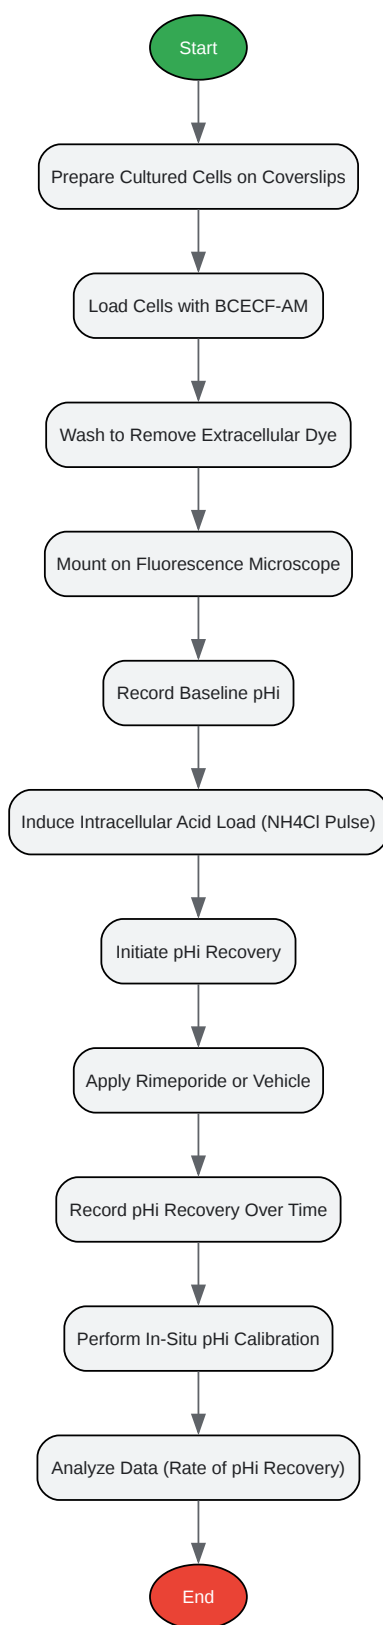 Start
Prepare Cultured Cells on Coverslips
Load Cells with BCECF-AM
Wash to Remove Extracellular Dye
Mount on Fluorescence Microscope
Record Baseline pHi
Induce Intracellular Acid Load (NH4Cl Pulse)
Initiate pHi Recovery
Apply Rimeporide or Vehicle
Record pHi Recovery Over Time
Perform In-Situ pHi Calibration
Analyze Data (Rate of pHi Recovery)
End